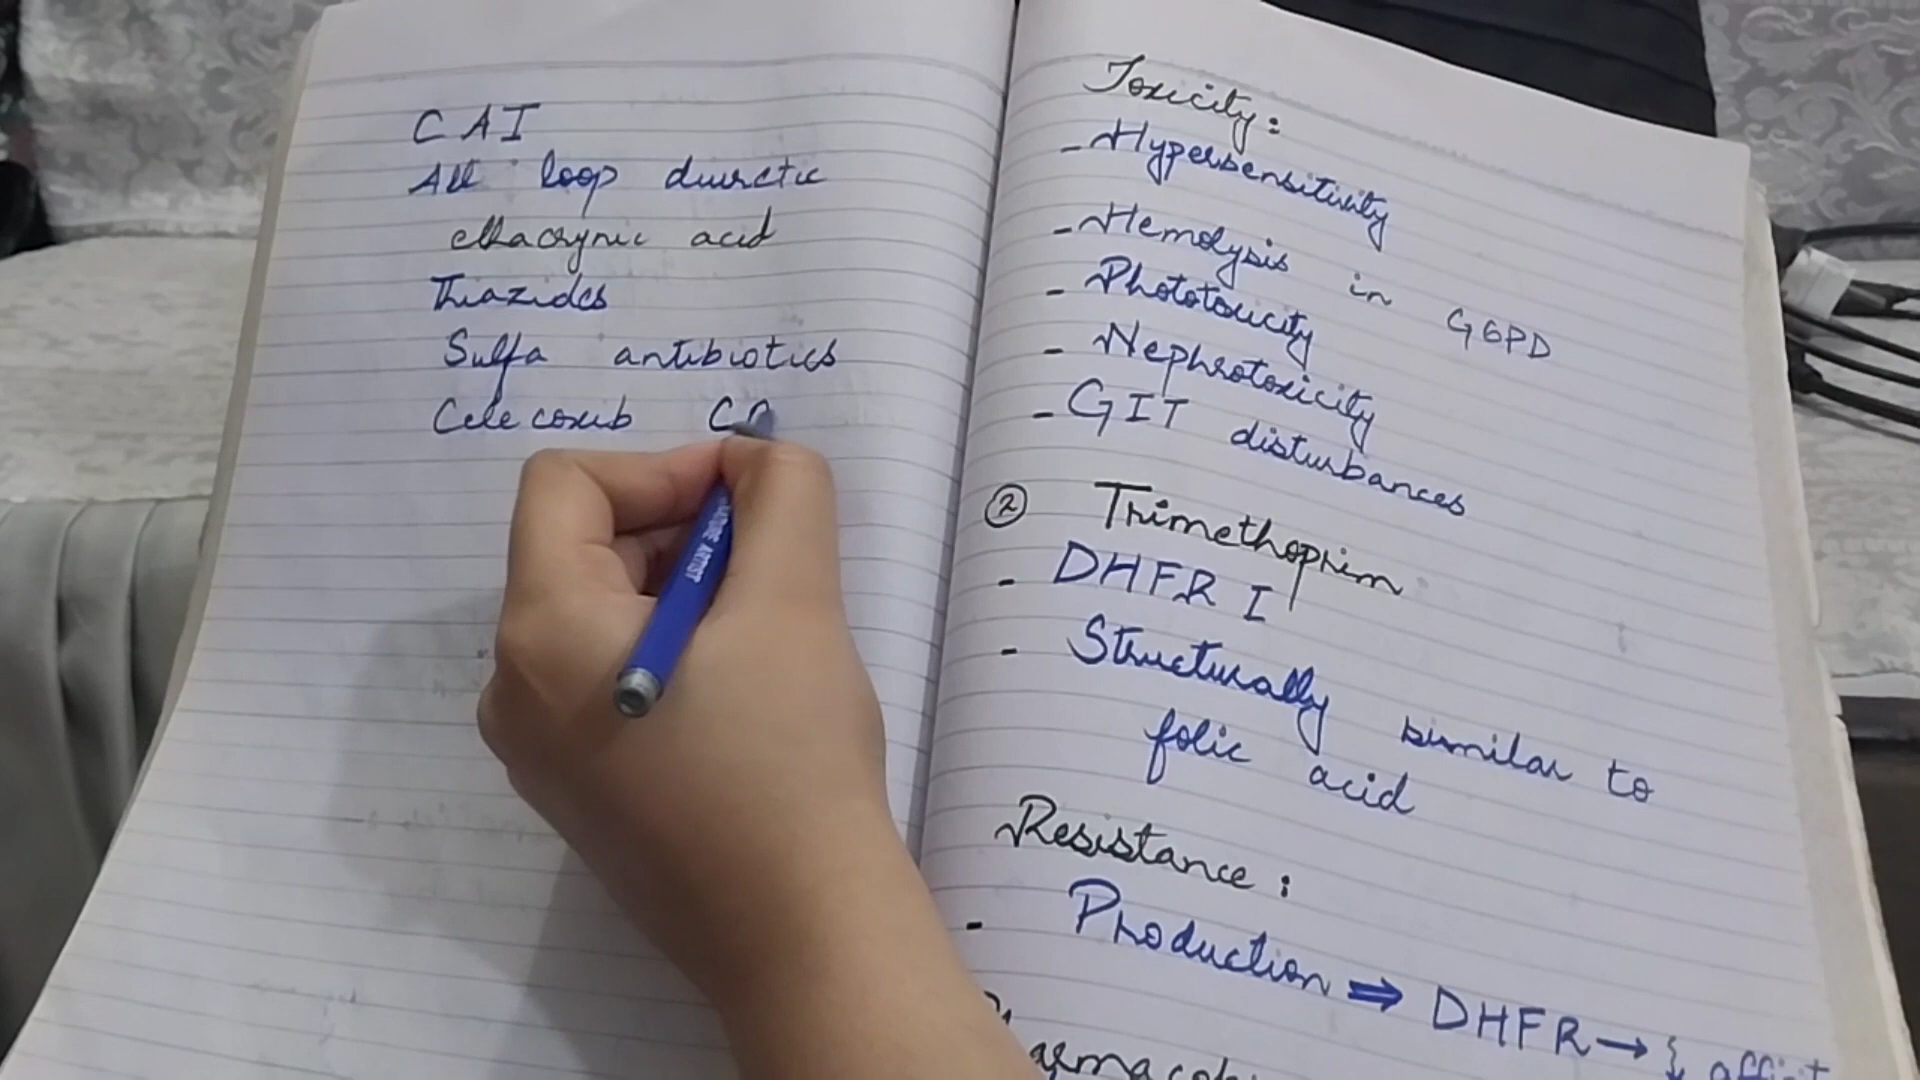 CAI
All loop diuretic
ethacrynic acid
Thiazides
Sulfa antibiotics
Celecoxib
Toxicity:
- Hypersensitivity
- Hemolysis in G6PD
- Phototoxicity
- Nephrotoxicity
- GIT disturbances
② Trimethoprim
- DHFR I
- Structurally similar to
folic acid
Resistance:
- Production ⇒ DHFR → ↓
ARTIST